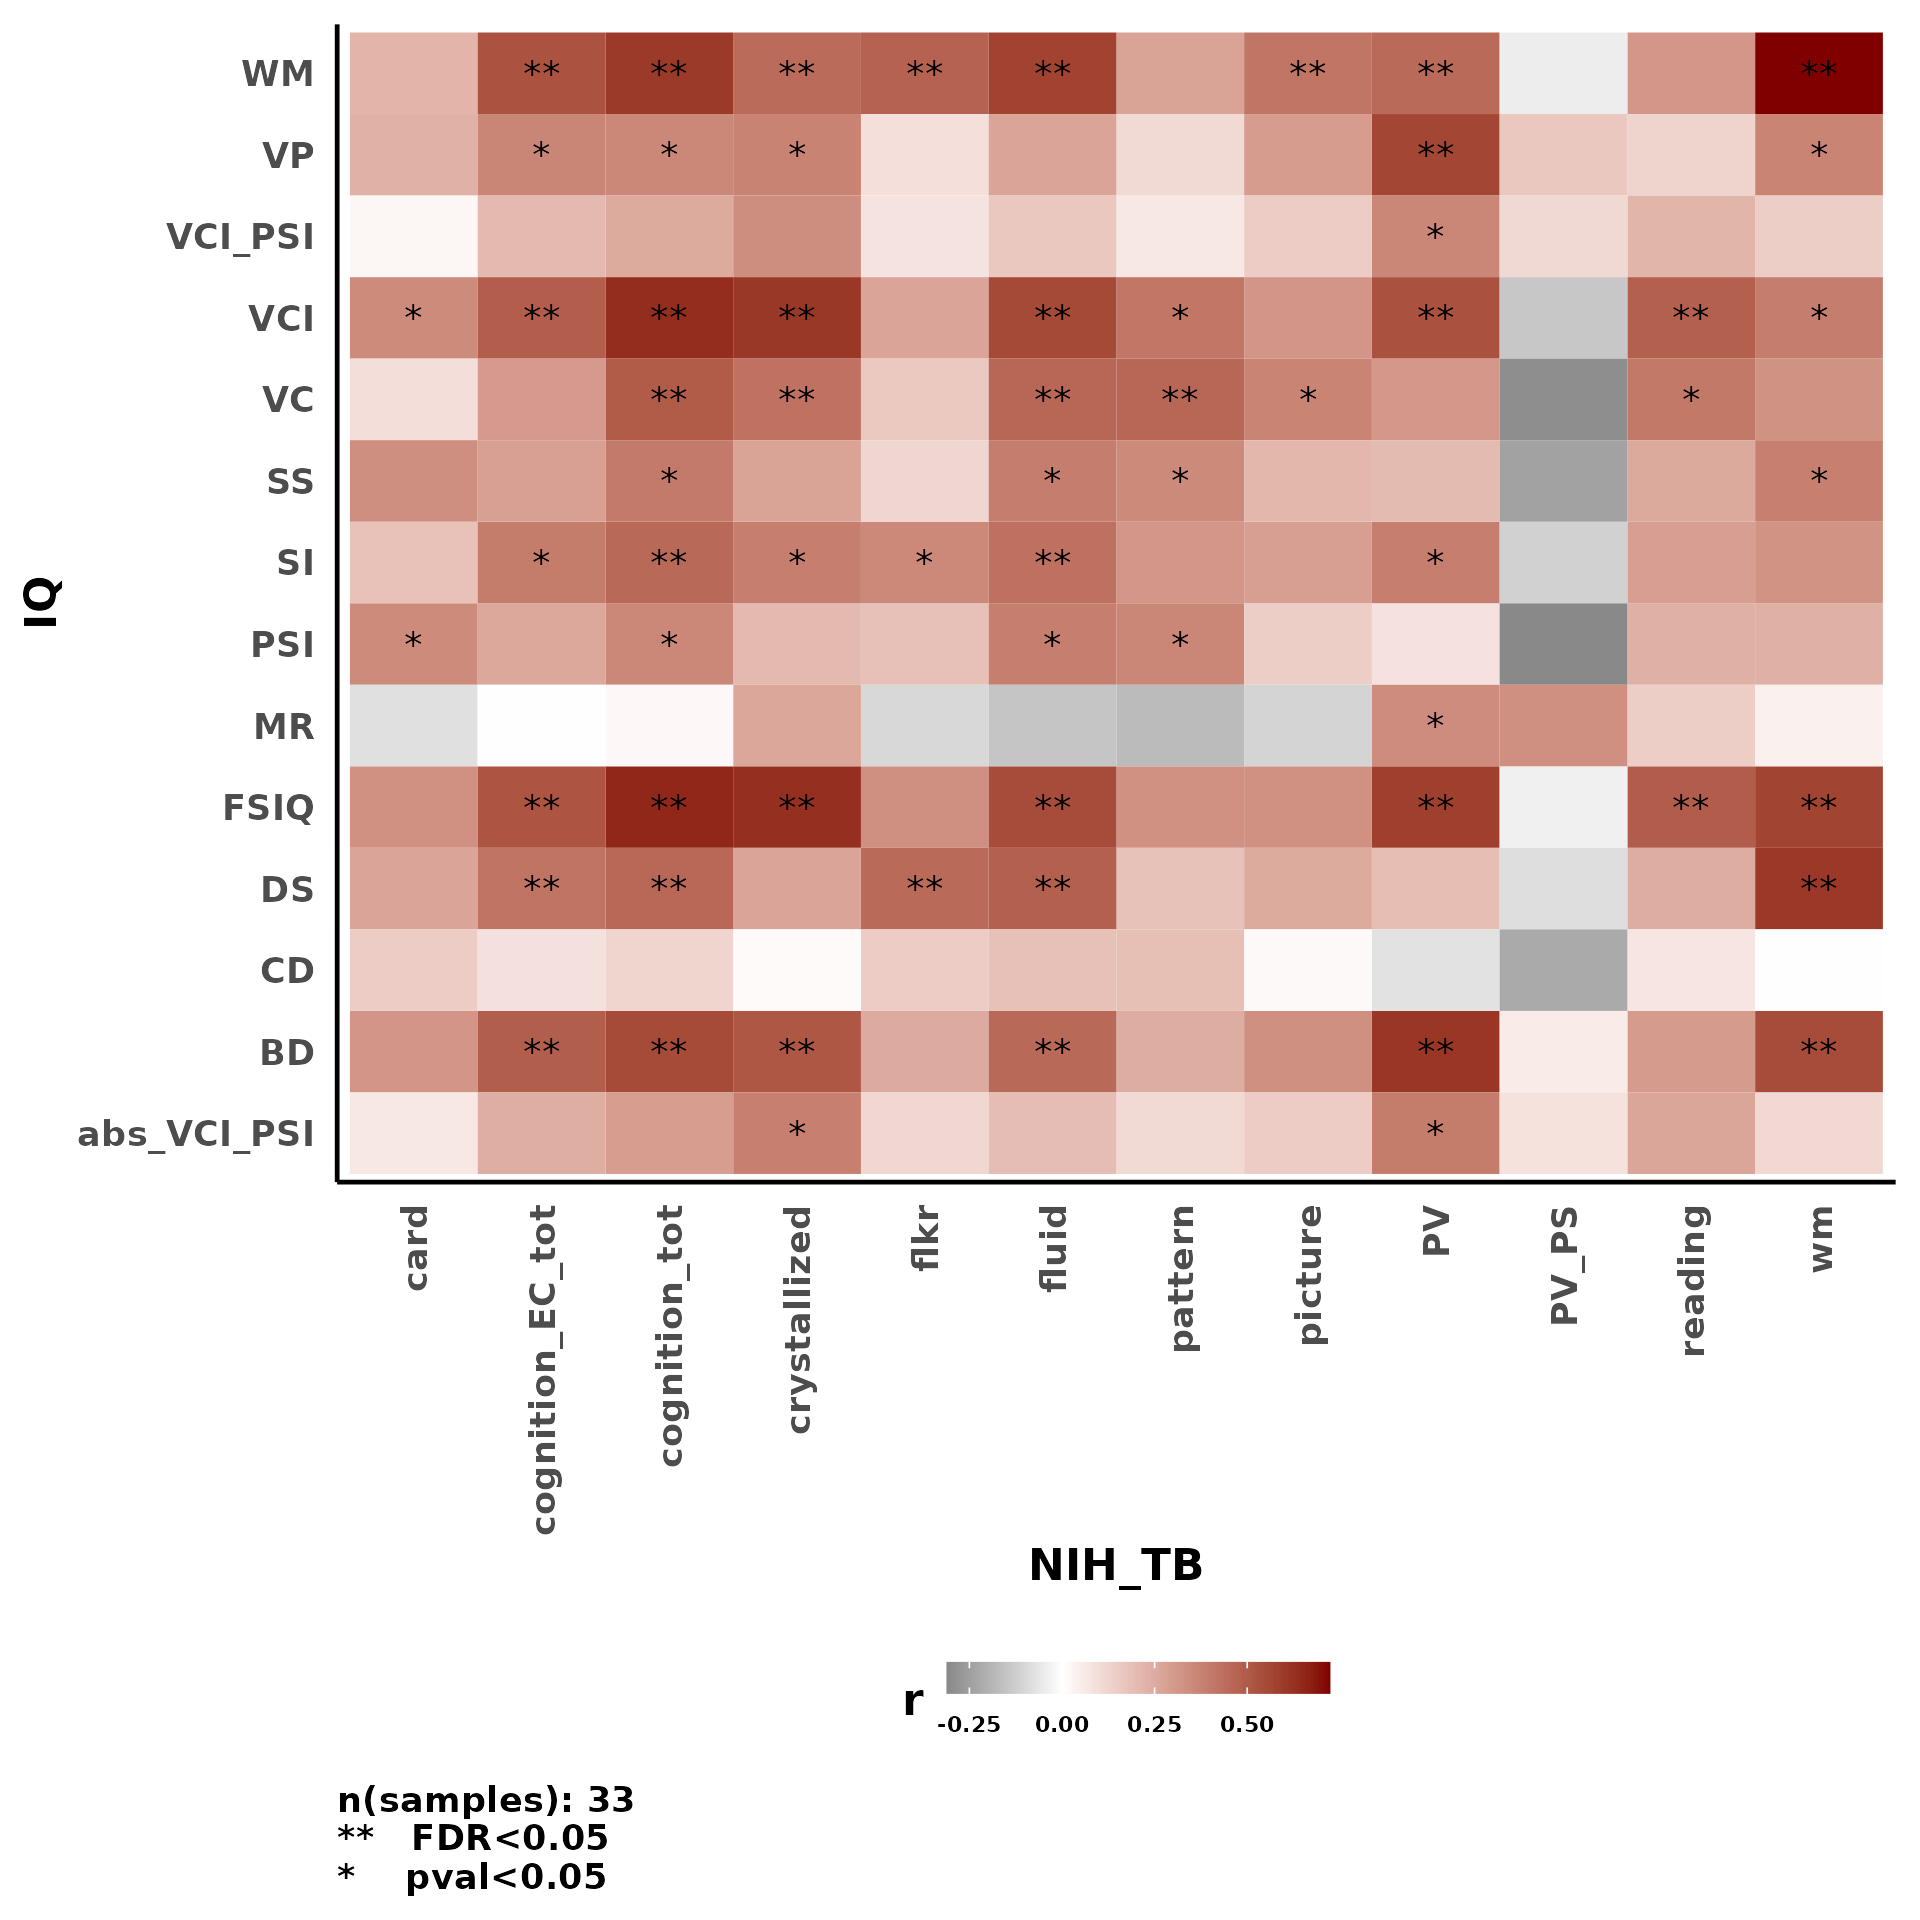 WM ** ** ** ** ** ** ** **
VP * * * ** *
VCI_PSI *
VCI * ** ** ** ** * ** ** *
VC ** ** ** ** * *
SS * * * *
SI * ** * * ** *
PSI * * * *
MR *
FSIQ ** ** ** ** ** ** **
DS ** ** ** ** **
CD
BD ** ** ** ** ** **
abs_VCI_PSI * *
IQ
card
cognition_EC_tot
cognition_tot
crystallized
flkr
fluid
pattern
picture
PV
PV_PS
reading
wm
NIH_TB
r
-0.25 0.00 0.25 0.50
n(samples): 33
** FDR<0.05
* pval<0.05